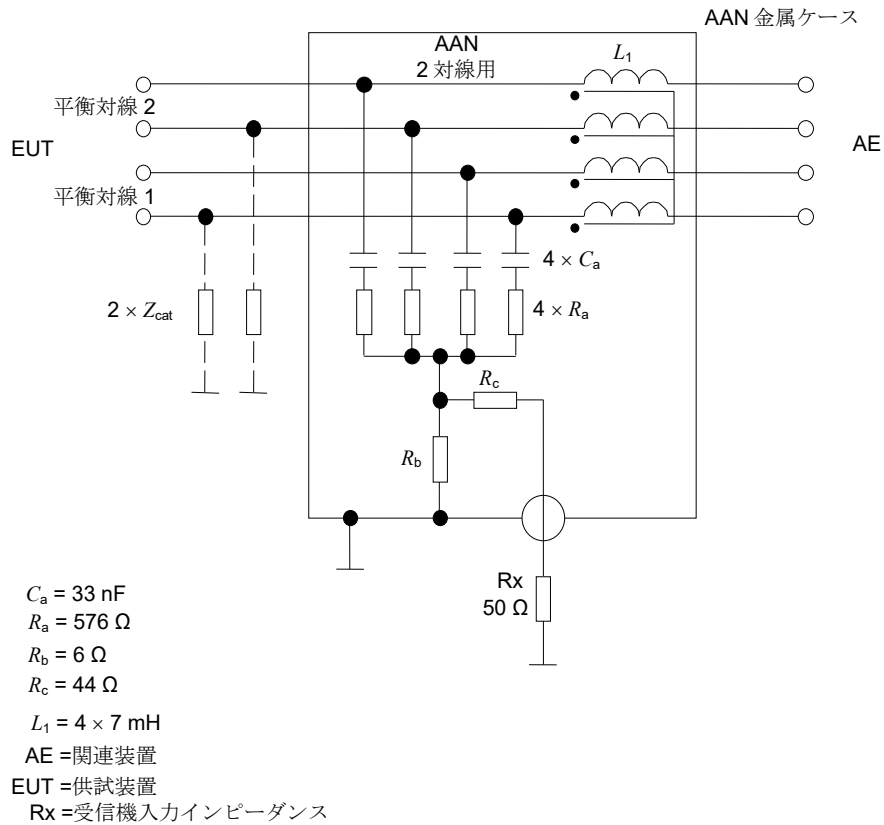 AAN 金属ケース
AAN
2 対線用
L1
平衡対線 2
EUT
AE
平衡対線 1
4 × Ca
2 × Zcat
4 × Ra
Rc
Rb
Rx
50 Ω
Ca = 33 nF
Ra = 576 Ω
Rb = 6 Ω
Rc = 44 Ω
L1 = 4 × 7 mH
AE =関連装置
EUT =供試装置
Rx =受信機入力インピーダンス